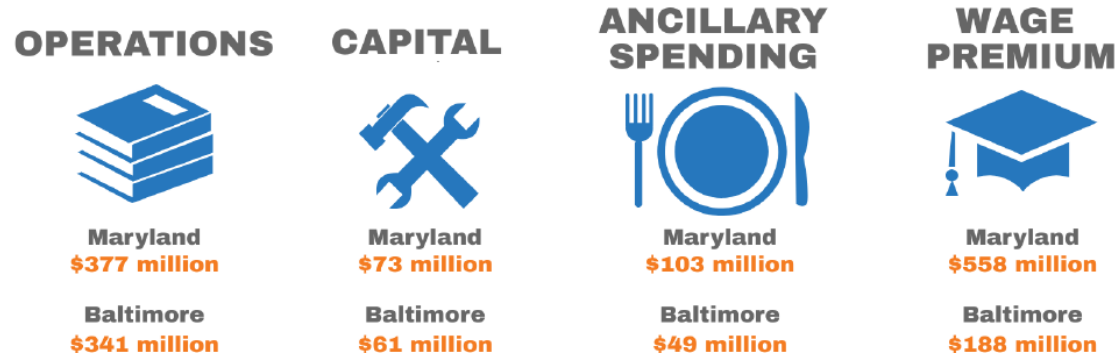 OPERATIONS
Maryland
$377 million
Baltimore
$341 million
CAPITAL
Maryland
$73 million
Baltimore
$61 million
ANCILLARY
SPENDING
Maryland
$103 million
Baltimore
$49 million
WAGE
PREMIUM
Maryland
$558 million
Baltimore
$188 million